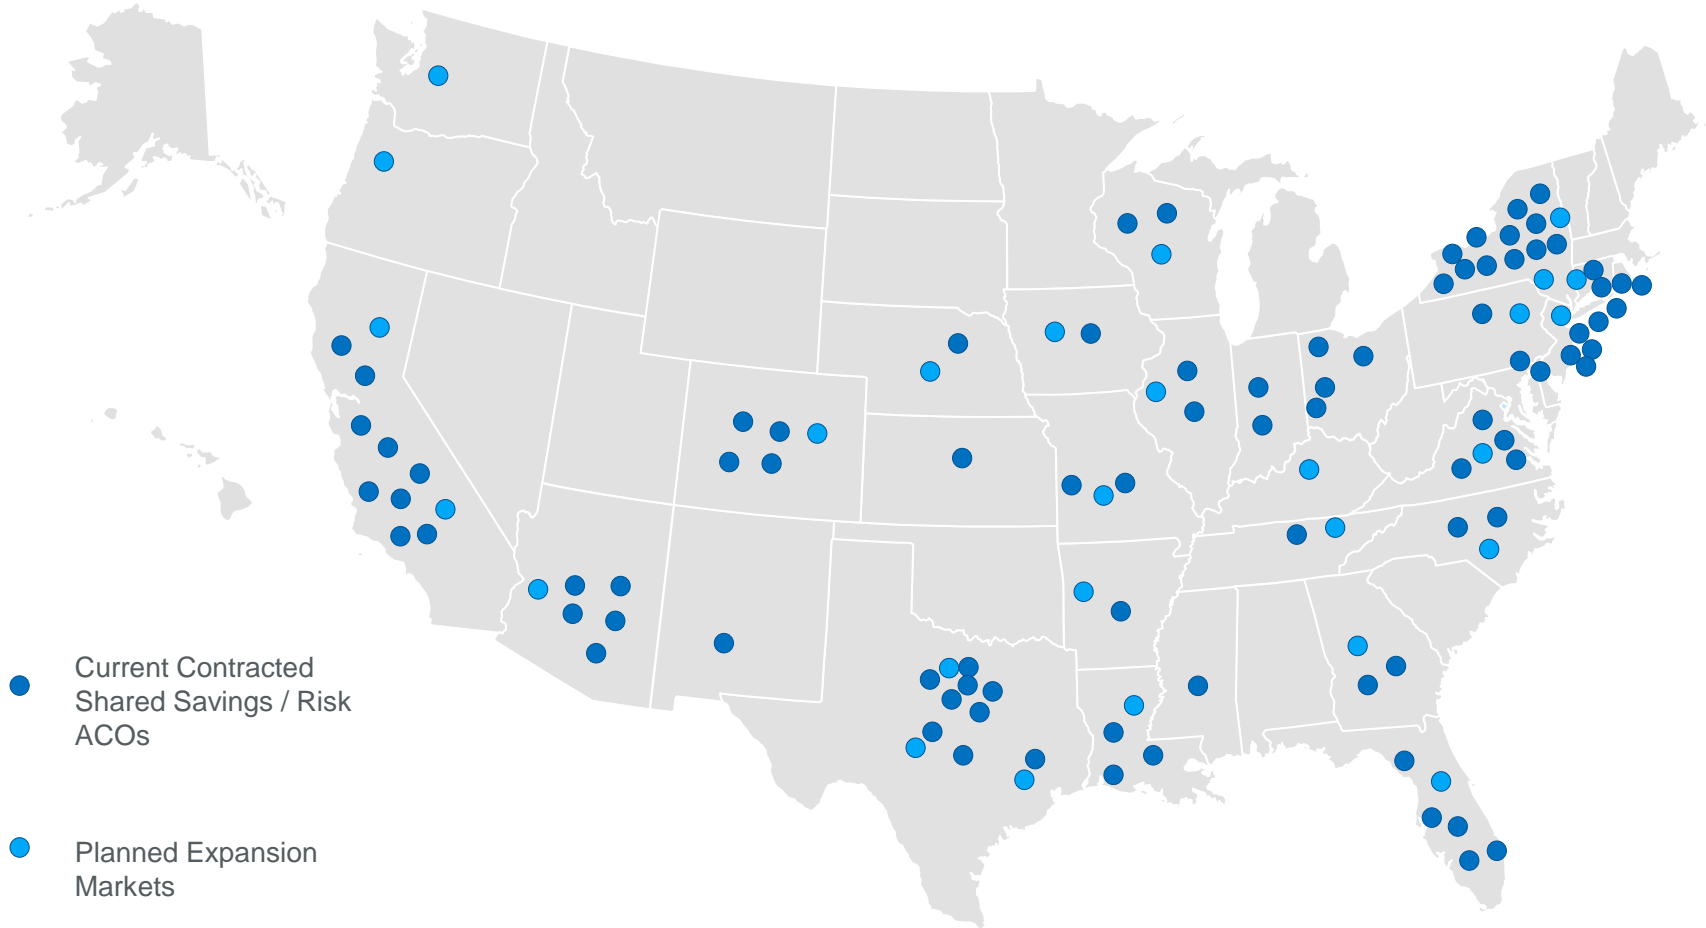 Current Contracted
Shared Savings / Risk
ACOs
Planned Expansion
Markets